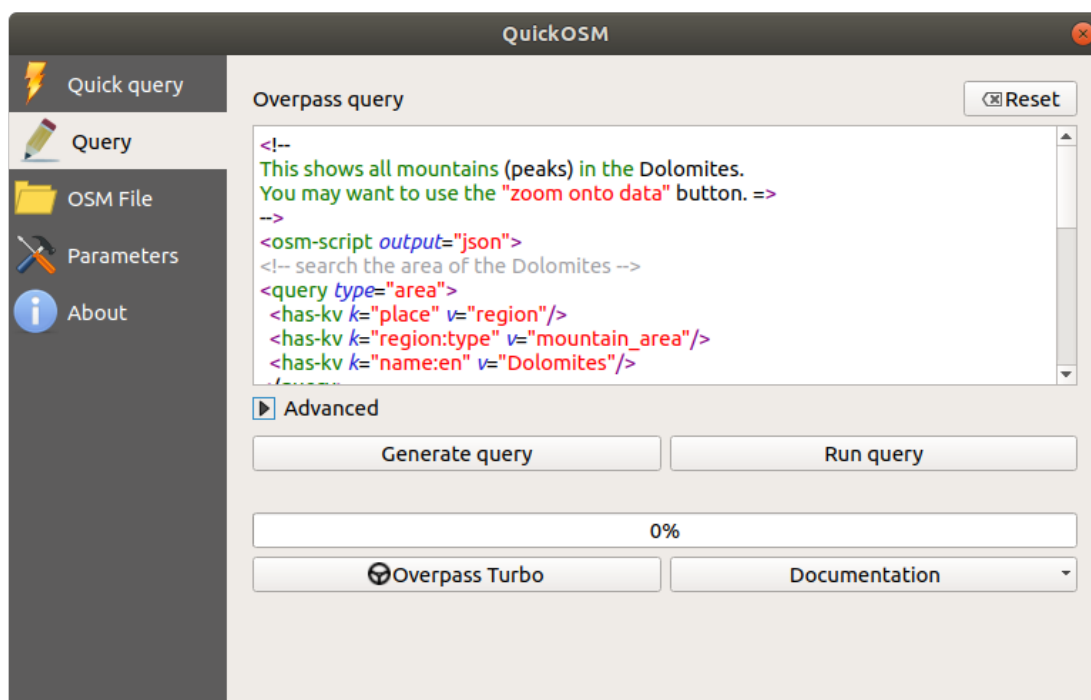 QuickOSM
Quick query
Query
OSM File
Parameters
About
Overpass query
Reset
<!--
This shows all mountains (peaks) in the Dolomites.
You may want to use the "zoom onto data" button. =>
-->
<osm-script output="json">
<!-- search the area of the Dolomites -->
<query type="area">
<has-kv k="place" v="region"/>
<has-kv k="region:type" v="mountain_area"/>
<has-kv k="name:en" v="Dolomites"/>
Advanced
Generate query
Run query
0%
Overpass Turbo
Documentation